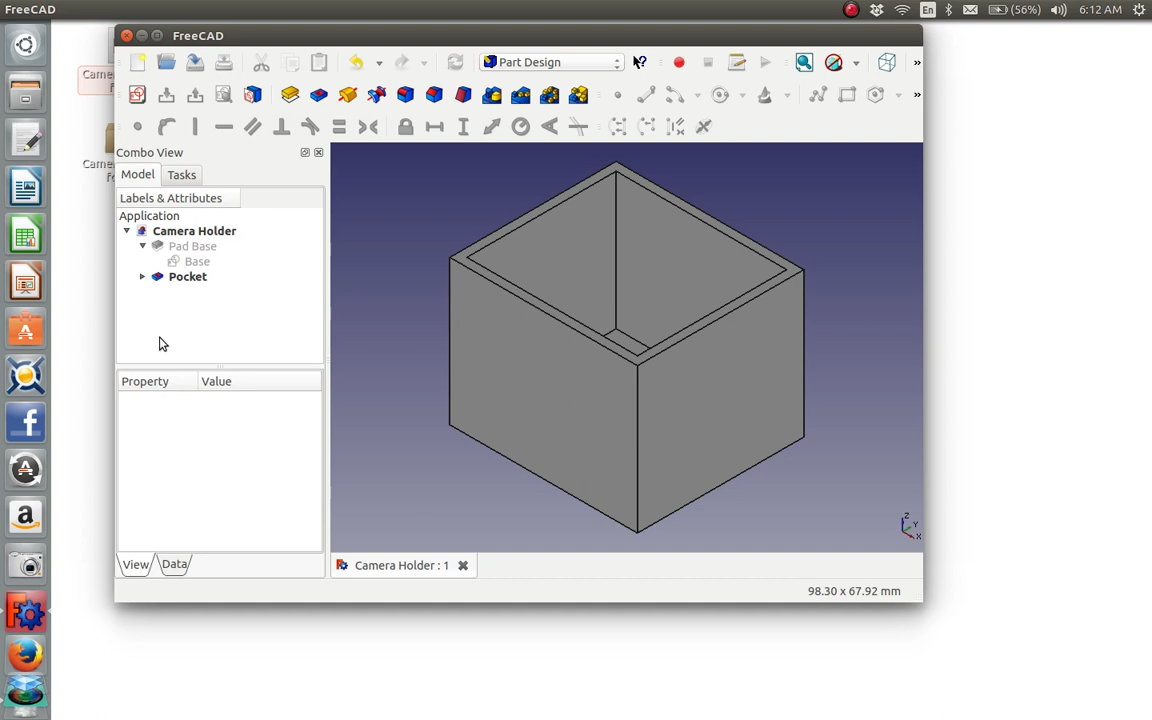 FreeCAD
En
(56%)
6:12 AM
FreeCAD
Part Design
Combo View
Model
Tasks
Labels & Attributes
Application
Camera Holder
Pad Base
Base
Pocket
Property
Value
View
Data
Camera Holder : 1
98.30 x 67.92 mm
Z
Y
X